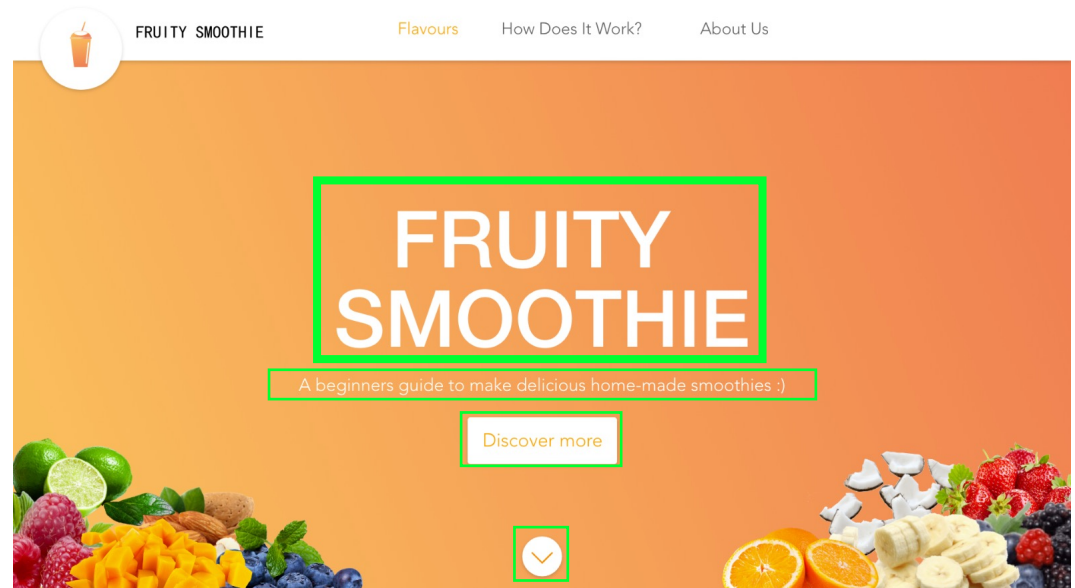 FRUITY SMOOTHIE
Flavours
How Does It Work?
About Us
FRUITY
SMOOTHIE
A beginners guide to make delicious home-made smoothies :)
Discover more